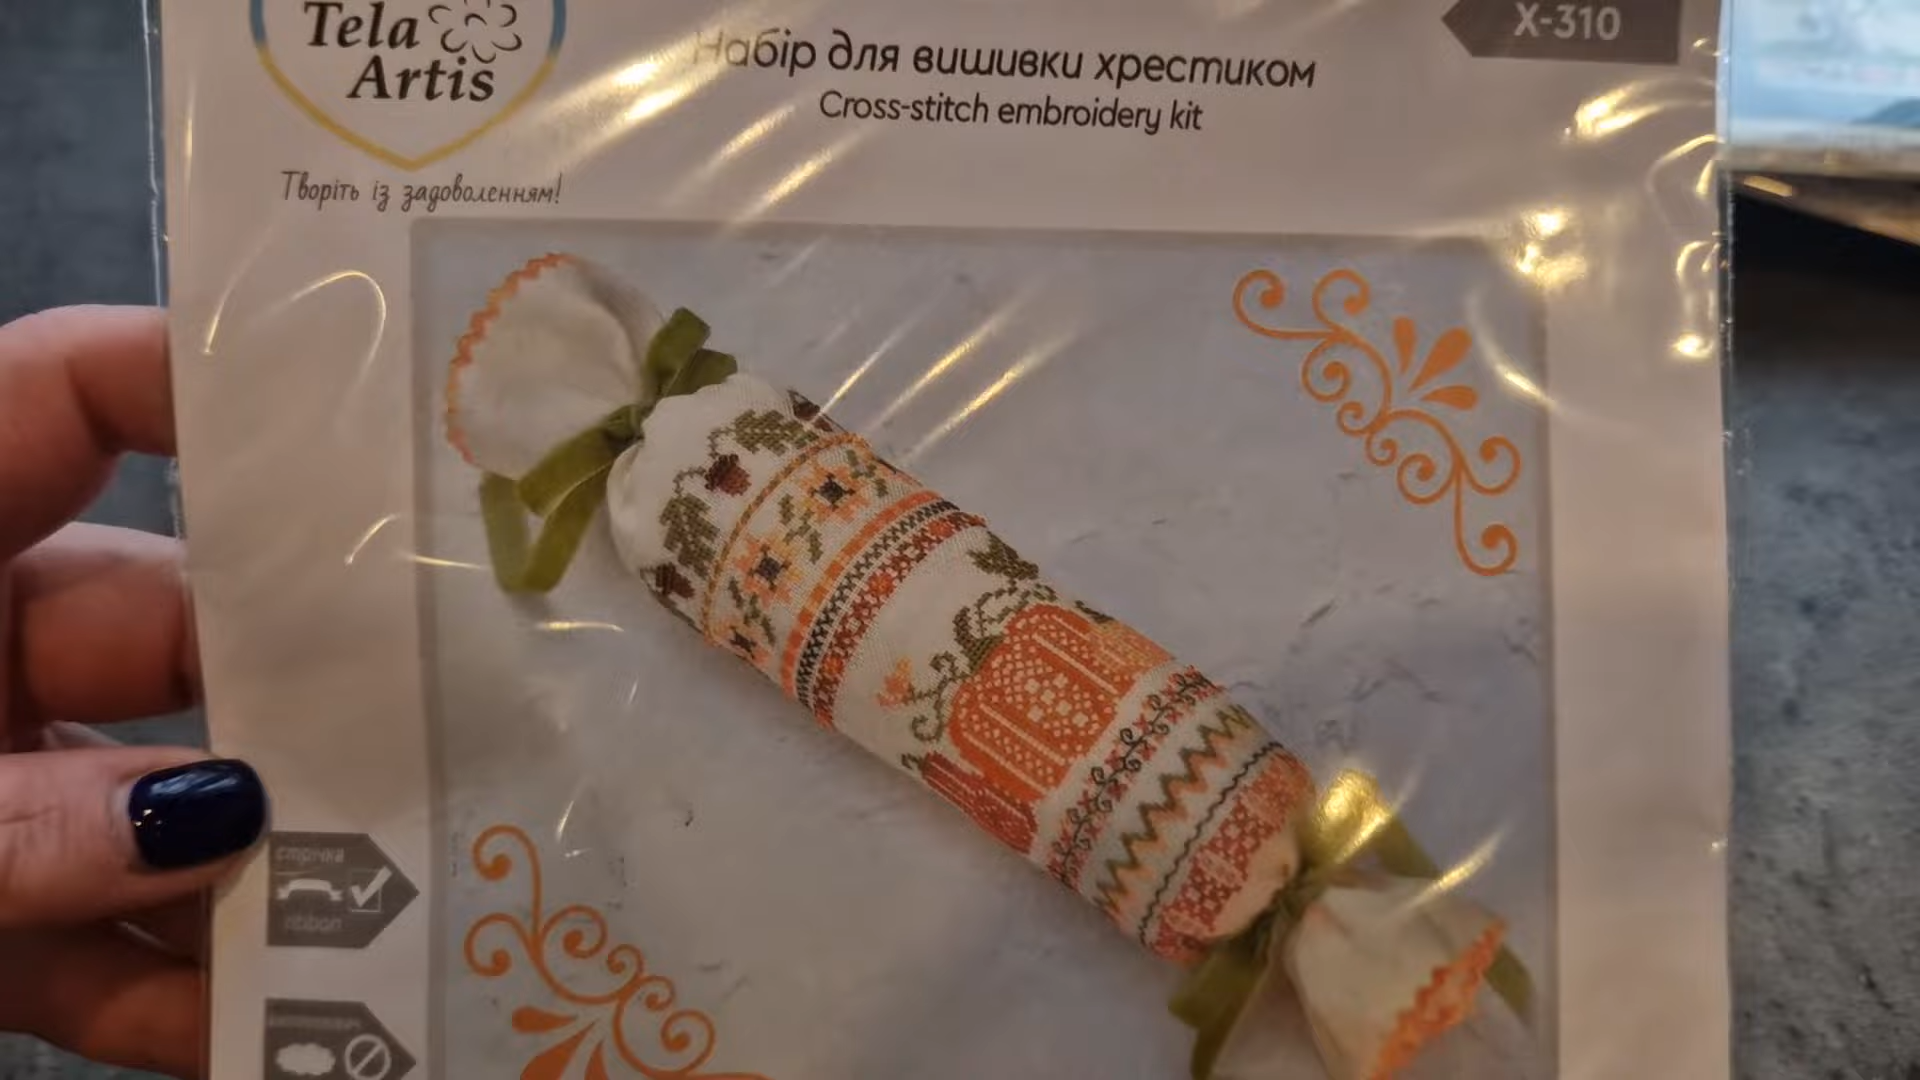 Tela
Artis
Творіть із задоволенням!
Набір для вишивки хрестиком
Cross-stitch embroidery kit
X-310
стрічка
ribbon